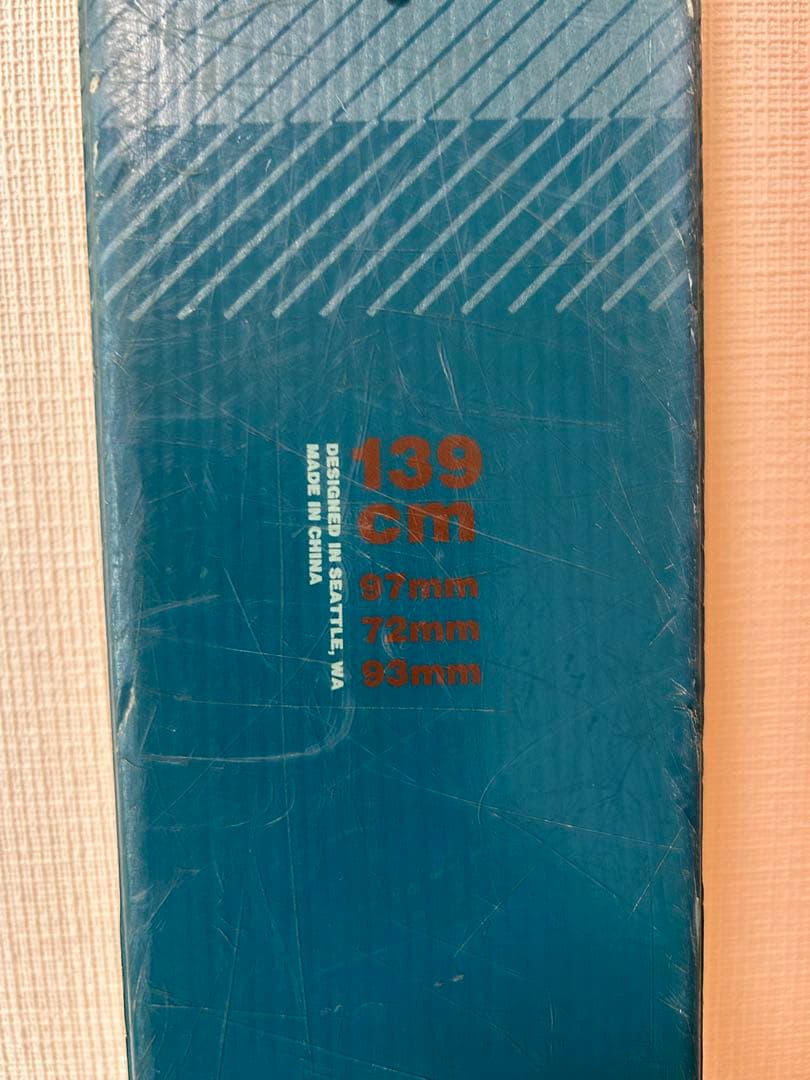 139
cm
97mm
72mm
93mm
DESIGNED IN SEATTLE, WA
MADE IN CHINA